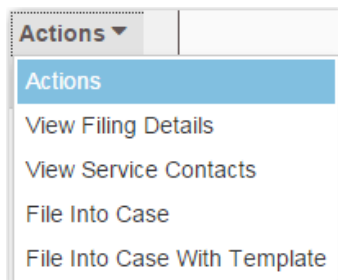 Actions
Actions
View Filing Details
View Service Contacts
File Into Case
File Into Case With Template